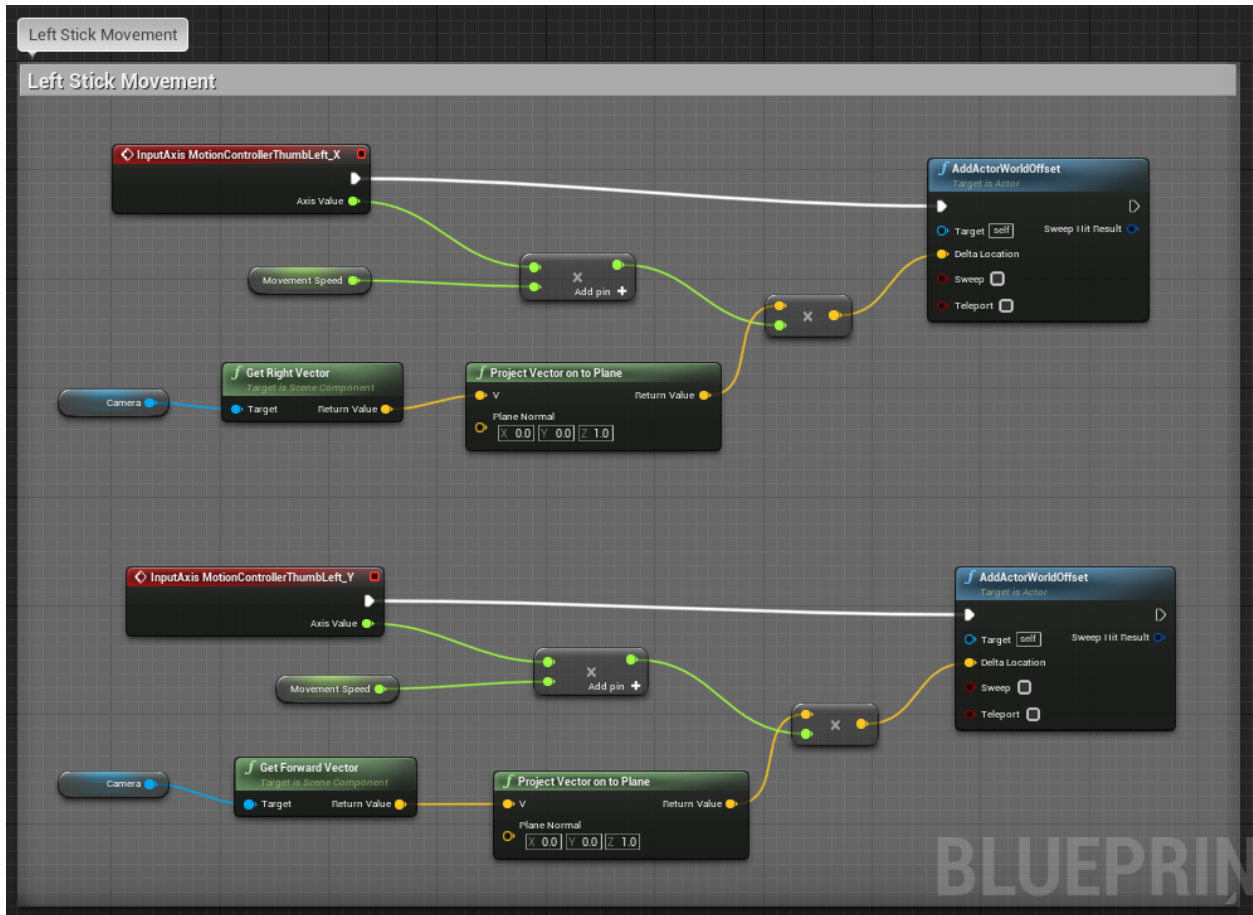 Left Stick Movement
Left Stick Movement
InputAxis MotionControllerThumbLeft_X
Axis Value
Movement Speed
×
Add pin +
×
AddActorWorldOffset
Target is Actor
Target self
Sweep Hit Result
Delta Location
Sweep
Teleport
Camera
f Get Right Vector
Target is Scene Component
Target Return Value
f Project Vector on to Plane
V Return Value
Plane Normal
X 0.0 Y 0.0 Z 1.0
InputAxis MotionControllerThumbLeft_Y
Axis Value
Movement Speed
×
Add pin +
×
f AddActorWorldOffset
Target is Actor
Target self
Sweep Hit Result
Delta Location
Sweep
Teleport
Camera
f Get Forward Vector
Target is Scene Component
Target Return Value
f Project Vector on to Plane
V Return Value
Plane Normal
X 0.0 Y 0.0 Z 1.0
BLUEPRIN